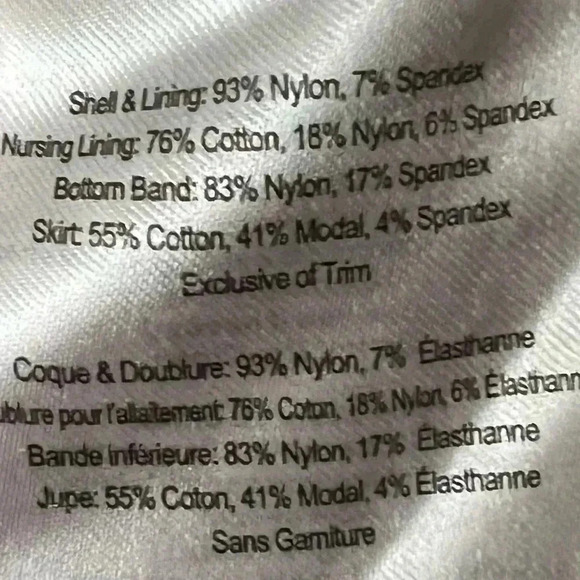 Shell & Lining: 93% Nylon, 7% Spandex
Nursing Lining: 76% Cotton, 18% Nylon, 6% Spandex
Bottom Band: 83% Nylon, 17% Spandex
Skirt: 55% Cotton, 41% Modal, 4% Spandex
Exclusive of Trim
Coque & Doublure: 93% Nylon, 7% Élasthanne
ublure pour l'allaitement: 76% Coton, 18% Nylon, 6% Élasthann
Bande Inférieure: 83% Nylon, 17% Élasthanne
Jupe: 55% Coton, 41% Modal, 4% Élasthanne
Sans Garniture